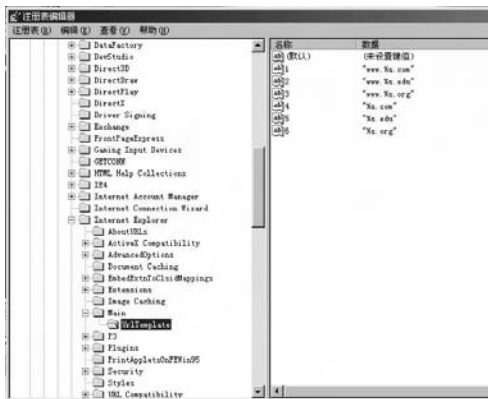 注册表编辑器
注册表(R) 编辑(E) 查看(V) 帮助(H)
DataFactory
DevStudio
Direct3D
DirectDraw
DirectPlay
DirectX
Driver Signing
Exchange
FrontPageExpress
Gaming Input Devices
GETCONN
HTML Help Collections
IE4
Internet Account Manager
Internet Connection Wizard
Internet Explorer
AboutURLs
ActiveX Compatibility
AdvancedOptions
Document Caching
EmbedExtnToClsidMappings
Extensions
Image Caching
Main
UrlTemplate
P3
Plugins
PrintAppletsOnFEWin95
Security
Styles
URL Compatibility
名称 数据
(默认) (未设置键值)
1 "www.%s.com"
2 "www.%s.edu"
3 "www.%s.org"
4 "%s.com"
5 "%s.edu"
6 "%s.org"